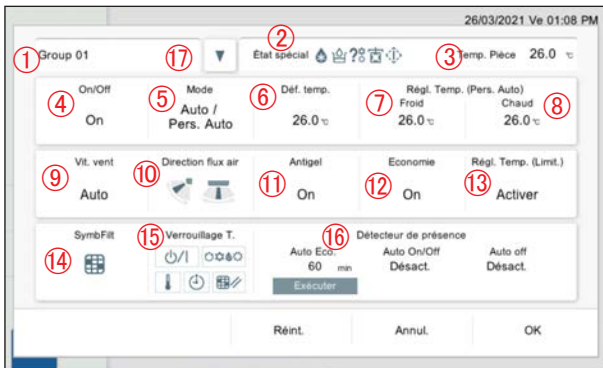 26/03/2021 Ve 01:08 PM
① Group 01 ⑰ ▼ ② État spécial ③ Temp. Pièce 26.0 °c
④ On/Off ⑤ Mode ⑥ Déf. temp. Régl. Temp. (Pers. Auto)
⑦ Froid Chaud ⑧
On Auto / Pers. Auto 26.0 °c 26.0 °c 26.0 °c
⑨ Vit. vent ⑩ Direction flux air Antigel Economie Régl. Temp. (Limit.)
Auto ⑪ On ⑫ On ⑬ Activer
SymbFilt ⑮ Verrouillage T. ⑯ Détecteur de présence
⑭ Auto Eco. Auto On/Off Auto off
60 min Désact. Désact.
Exécuter
Réint. Annul. OK